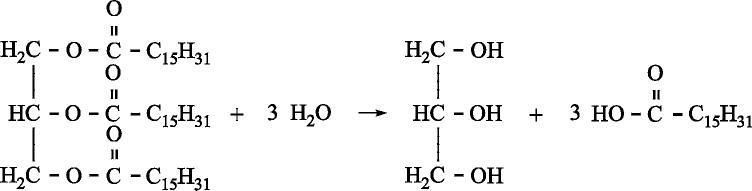 O
H₂C – O – C – C₁₅H₃₁ H₂C – OH
O O
HC – O – C – C₁₅H₃₁ + 3 H₂O → HC – OH + 3 HO – C – C₁₅H₃₁
O
H₂C – O – C – C₁₅H₃₁ H₂C – OH